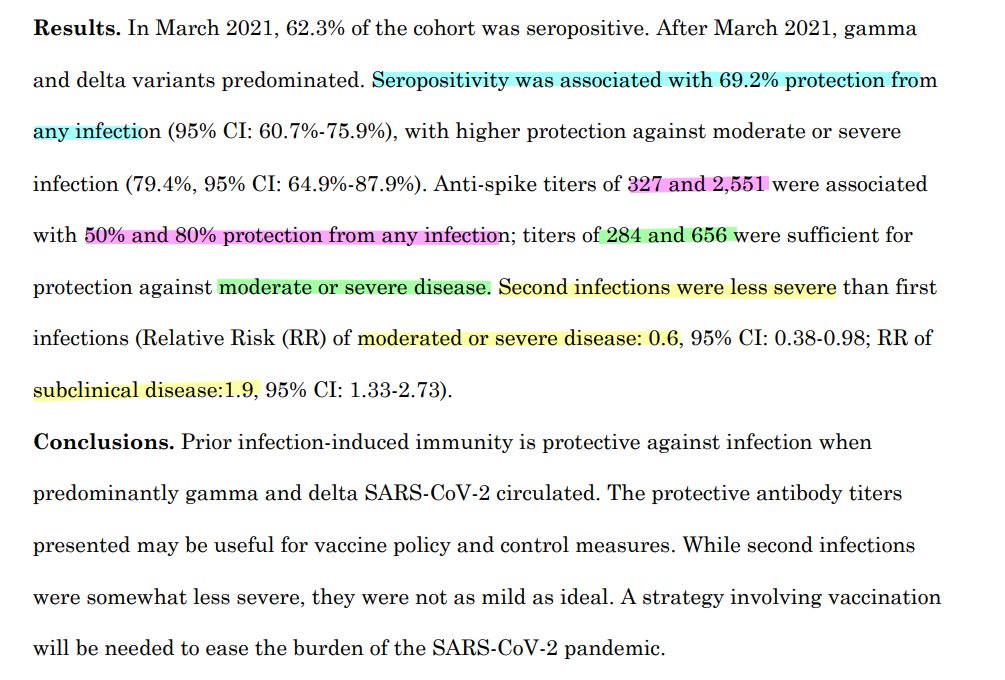 Results. In March 2021, 62.3% of the cohort was seropositive. After March 2021, gamma
and delta variants predominated. Seropositivity was associated with 69.2% protection from
any infection (95% CI: 60.7%-75.9%), with higher protection against moderate or severe
infection (79.4%, 95% CI: 64.9%-87.9%). Anti-spike titers of 327 and 2,551 were associated
with 50% and 80% protection from any infection; titers of 284 and 656 were sufficient for
protection against moderate or severe disease. Second infections were less severe than first
infections (Relative Risk (RR) of moderated or severe disease: 0.6, 95% CI: 0.38-0.98; RR of
subclinical disease:1.9, 95% CI: 1.33-2.73).
Conclusions. Prior infection-induced immunity is protective against infection when
predominantly gamma and delta SARS-CoV-2 circulated. The protective antibody titers
presented may be useful for vaccine policy and control measures. While second infections
were somewhat less severe, they were not as mild as ideal. A strategy involving vaccination
will be needed to ease the burden of the SARS-CoV-2 pandemic.